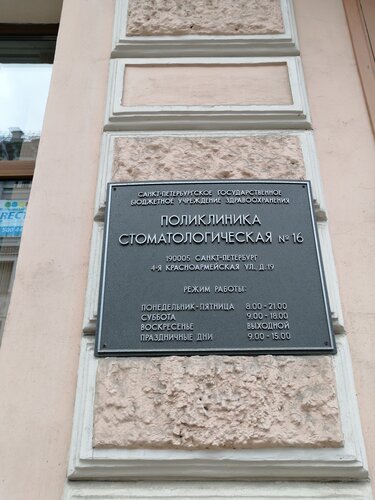 САНКТ-ПЕТЕРБУРГСКОЕ ГОСУДАРСТВЕННОЕ
БЮДЖЕТНОЕ УЧРЕЖДЕНИЕ ЗДРАВООХРАНЕНИЯ
ПОЛИКЛИНИКА
СТОМАТОЛОГИЧЕСКАЯ № 16
190005 САНКТ-ПЕТЕРБУРГ
4-Я КРАСНОАРМЕЙСКАЯ УЛ., Д.19
РЕЖИМ РАБОТЫ:
ПОНЕДЕЛЬНИК-ПЯТНИЦА 8.00-21.00
СУББОТА 9.00-18.00
ВОСКРЕСЕНЬЕ ВЫХОДНОЙ
ПРАЗДНИЧНЫЕ ДНИ 9.00-15.00